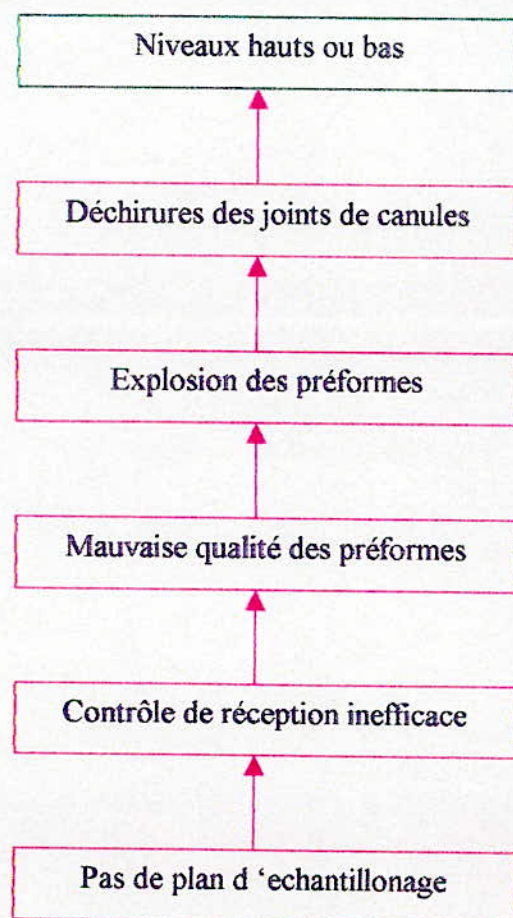 Niveaux hauts ou bas
Déchirures des joints de canules
Explosion des préformes
Mauvaise qualité des préformes
Contrôle de réception inefficace
Pas de plan d ‘echantillonage